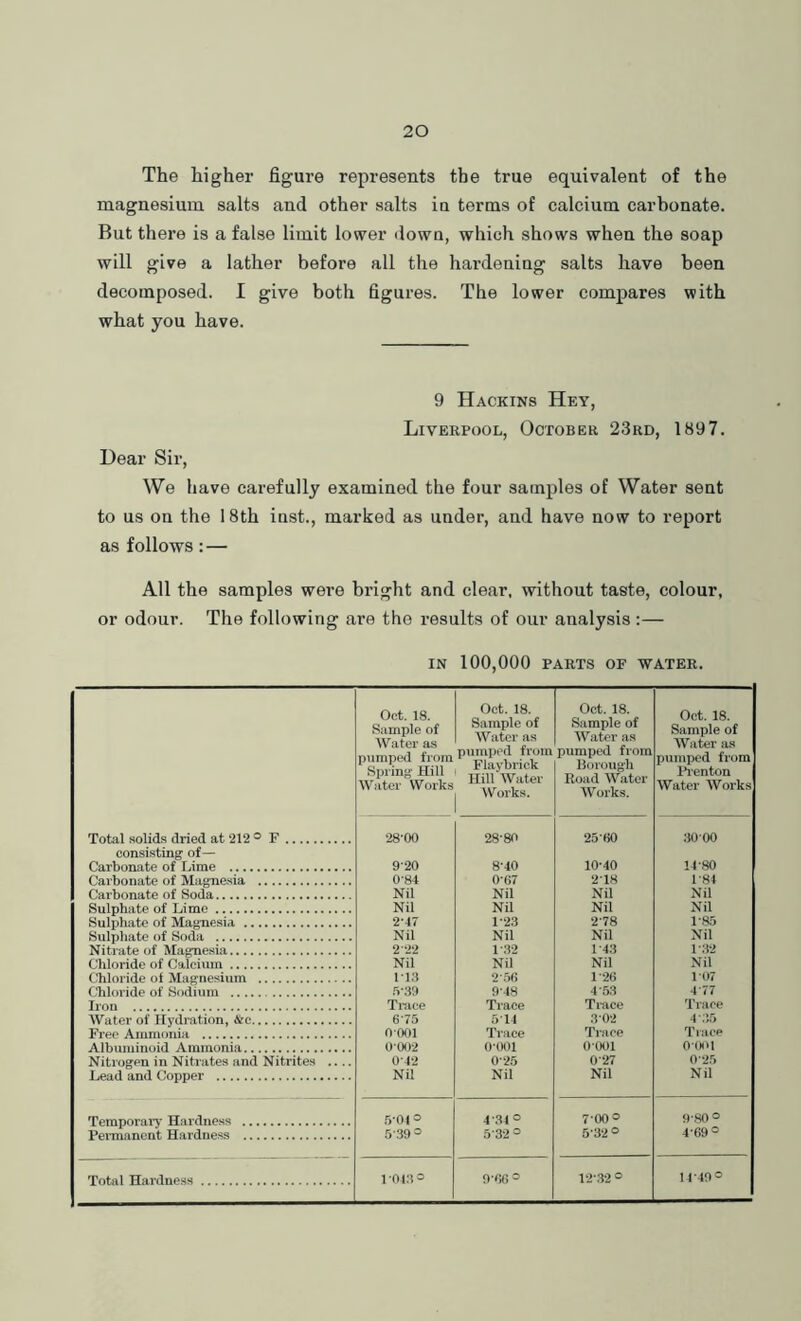 20
The higher figure represents the true equivalent of the
magnesium salts and other salts in terms of calcium carbonate.
But there is a false limit lower down, which shows when the soap
will give a lather before all the hardening salts have been
decomposed. I give both figures. The lower compares with
what you have.
9 Hackins Hey,
Liverpool, October 23rd, 1897.
Dear Sir,
We have carefully examined the four samples of Water sent
to us on the 18th inst., marked as under, and have now to report
as follows :—
All the samples were bright and clear, without taste, colour,
or odour. The following are the results of our analysis :—
IN 100,000 PARTS OF WATER.
Oct. 18. Sample of Water as pumped from Spring Hill Water Works | Oct. 18. Sample of Water as pumped from Flaybrick Hill Water Works. | Oct. 18. Sample of Water as pumped from Borough Road Water Works. | Oct. 18. Sample of Water as pumped from Prenton Water Works
Total solids dried at 212° F .......... 28·00 28·80 25·60 30·00
consisting of—
Carbonate of Lime .......... 9·20 8·40 10·40 14·80
Carbonate of Magnesia .......... 0·84 0·67 2·18 1·84
Carbonate of Soda.......... Nil Nil Nil Nil
Sulphate of Lime .......... Nil Nil Nil Nil
Sulphate of Magnesia .......... 2·47 1·23 2·78 1·85
Sulphate of Soda .......... Nil Nil Nil Nil
Nitrate of Magnesia.......... 2·22 1·32 1·43 1·32
Chloride of Calcium .......... Nil Nil Nil Nil
Chloride of Magnesium .......... 1·13 2·56 1·26 1·07
Chloride of Sodium .......... 5·39 9·48 4·53 4·77
Iron .......... Trace Trace Trace Trace
Water of Hydration, &c.......... 6·75 5·14 3·02 4·35
Free Ammonia .......... 0·001 Trace Trace Trace
Albuminoid Ammonia.......... 0·002 0·001 0·001 0·001
Nitrogen in Nitrates and Nitrites .... 0·42 0·25 0·27 0·25
Lead and Copper .......... Nil Nil Nil Nil
Temporary Hardness .......... 5·04° 4·34° 7·00° 9·80°
Permanent Hardness .......... 5·39° 5·32° 5·32° 4·69°
Total Hardness .......... 1·043° 9·66° 12·32° 14·49°